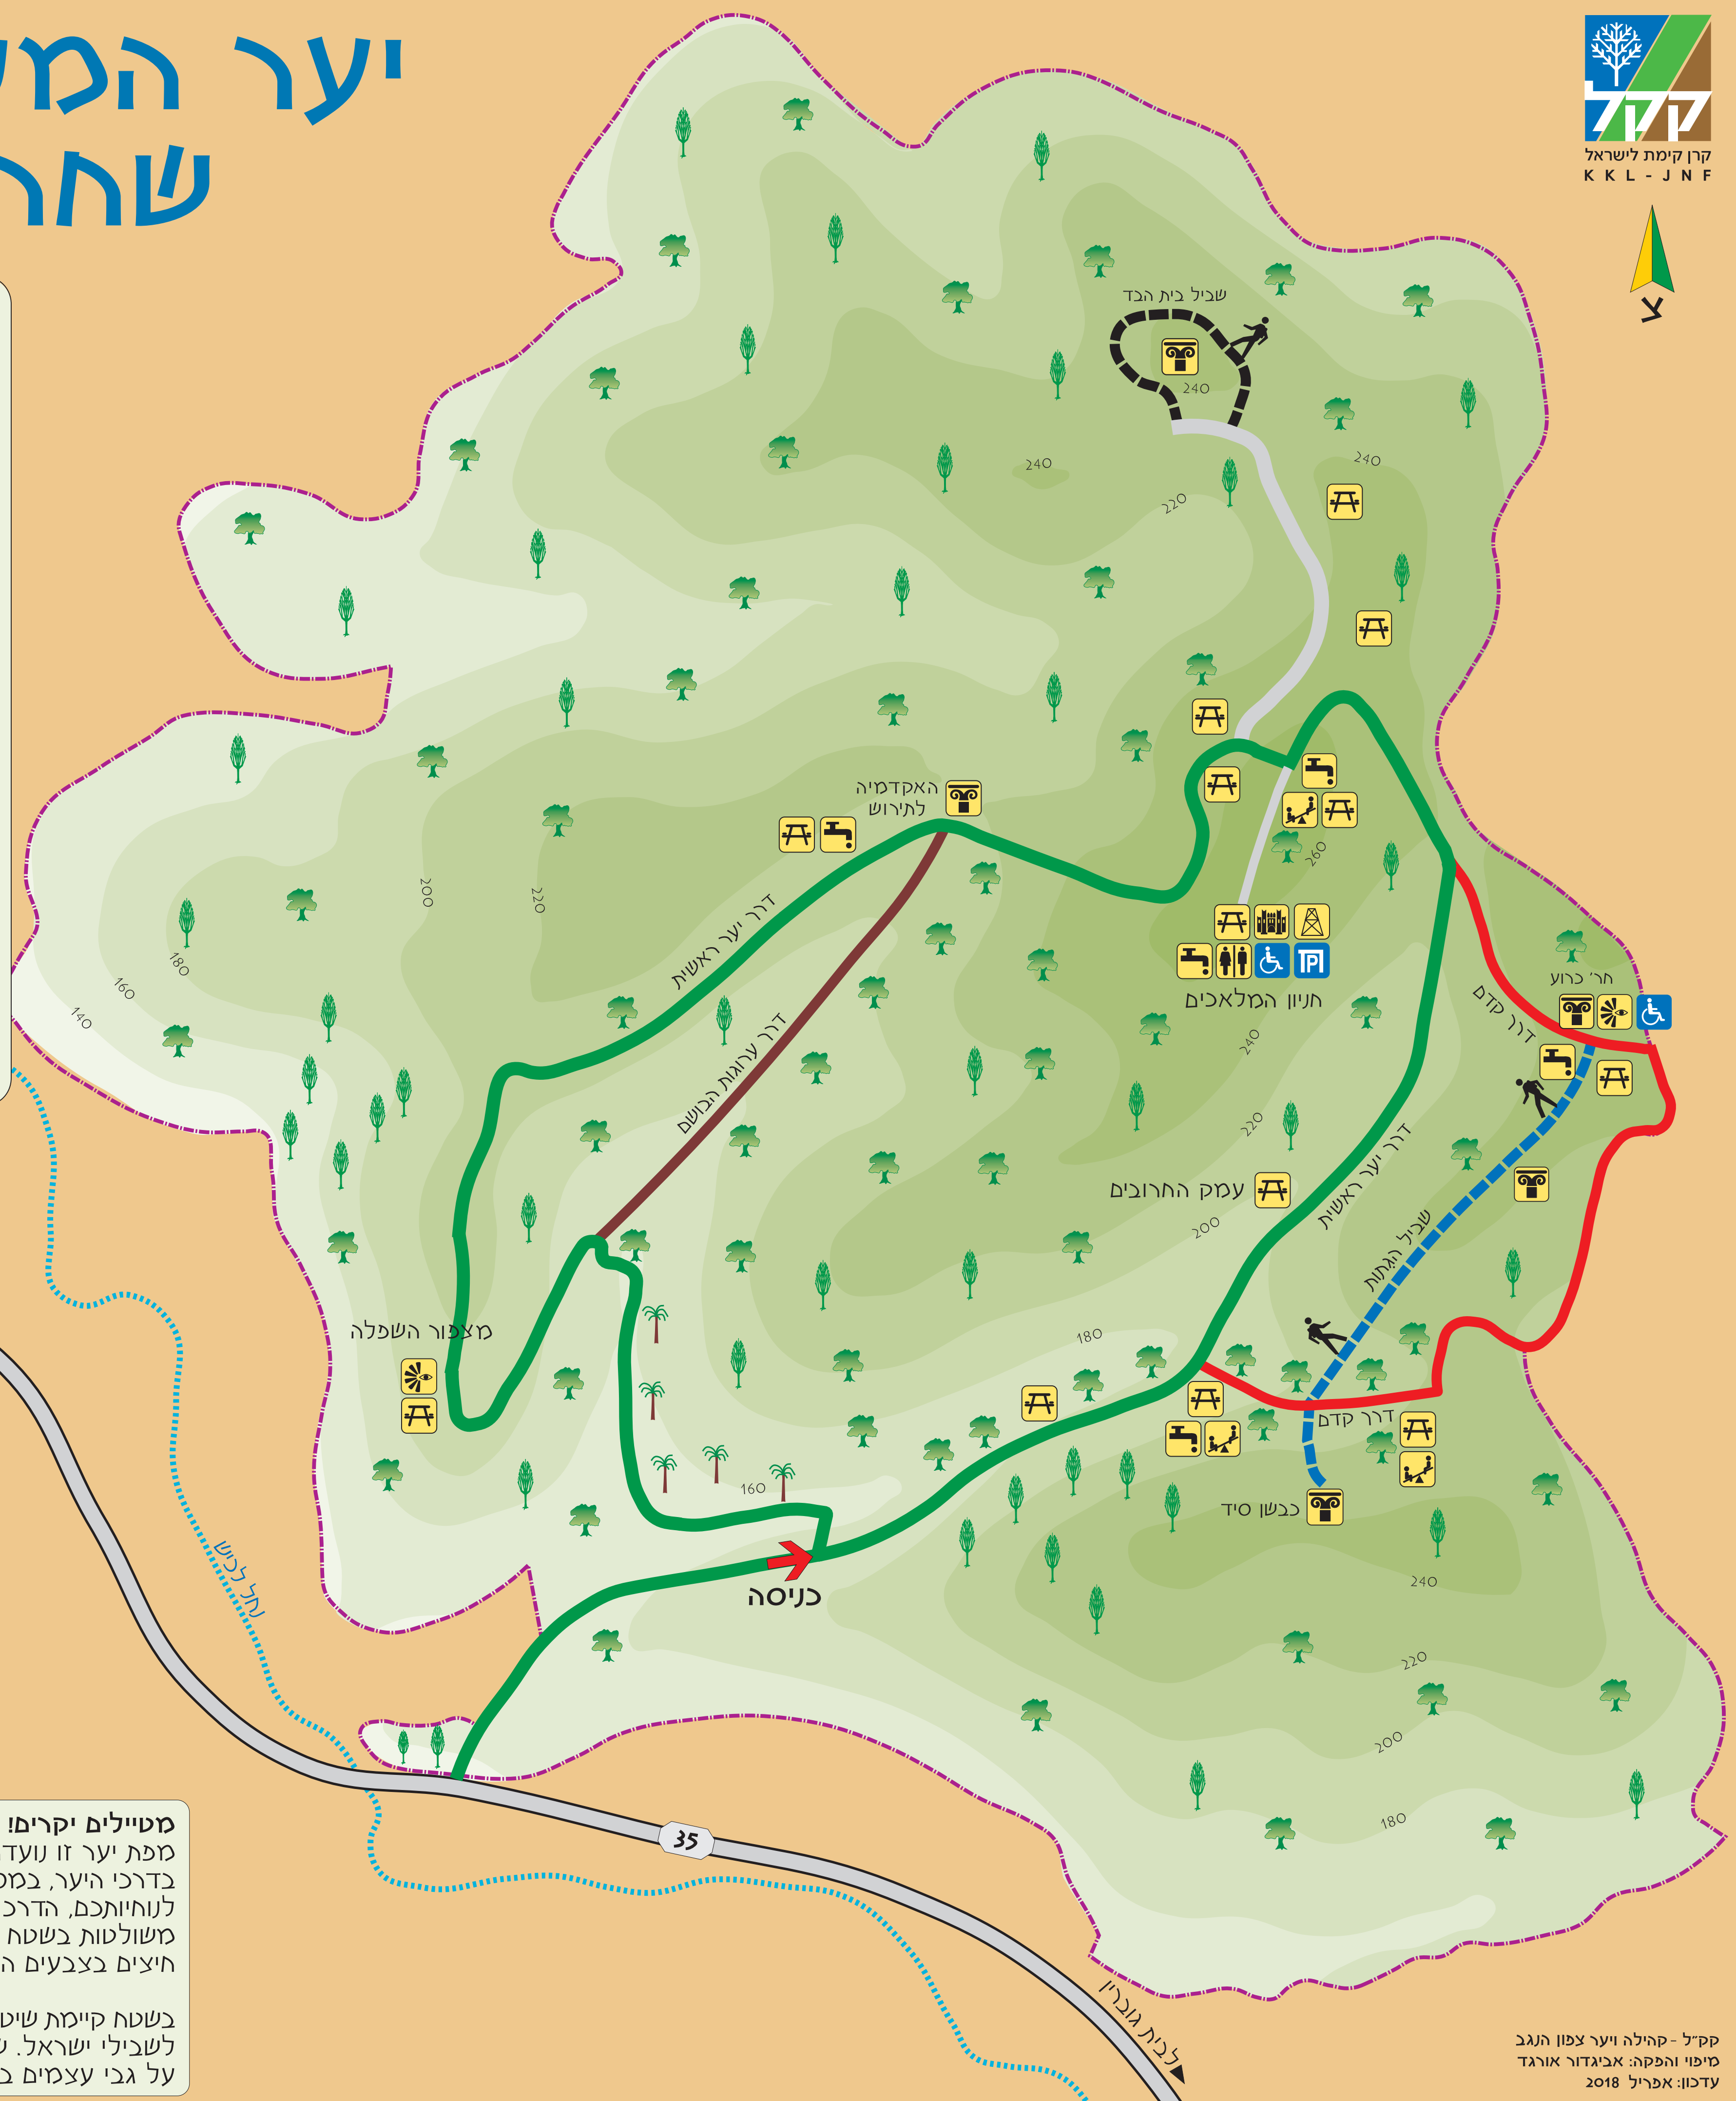 יער
שחר
קק"ל
קרן קימת לישראל
KKL-JNF
צ
שביל בית הבד
240
240
240
220
האקדמיה
לתירוש
260
200
220
דרך יער ראשית
180
160
140
חניון המלאכים
חר' כרוע
דרך קדם
דרך ערוגות הבושם
240
220
דרך יער ראשית
עמק החרובים
200
שביל הגתות
מצפור השפלה
180
דרך קדם
160
כבשן סיד
כניסה
נחל לכיש
240
220
200
180
35
לבית גוברין
מטיילים יקרים!
מפת יער זו נועד
בדרכי היער,
לנוחיותכם, הדרכ
משולטות בשטח
חיצים בצבעים
בשטח קיימת
לשבילי ישראל.
על גבי עצמים
קק"ל - קהילה ויער צפון הנגב
מיפוי והפקה: אביגדור אורגד
עדכון: אפריל 2018